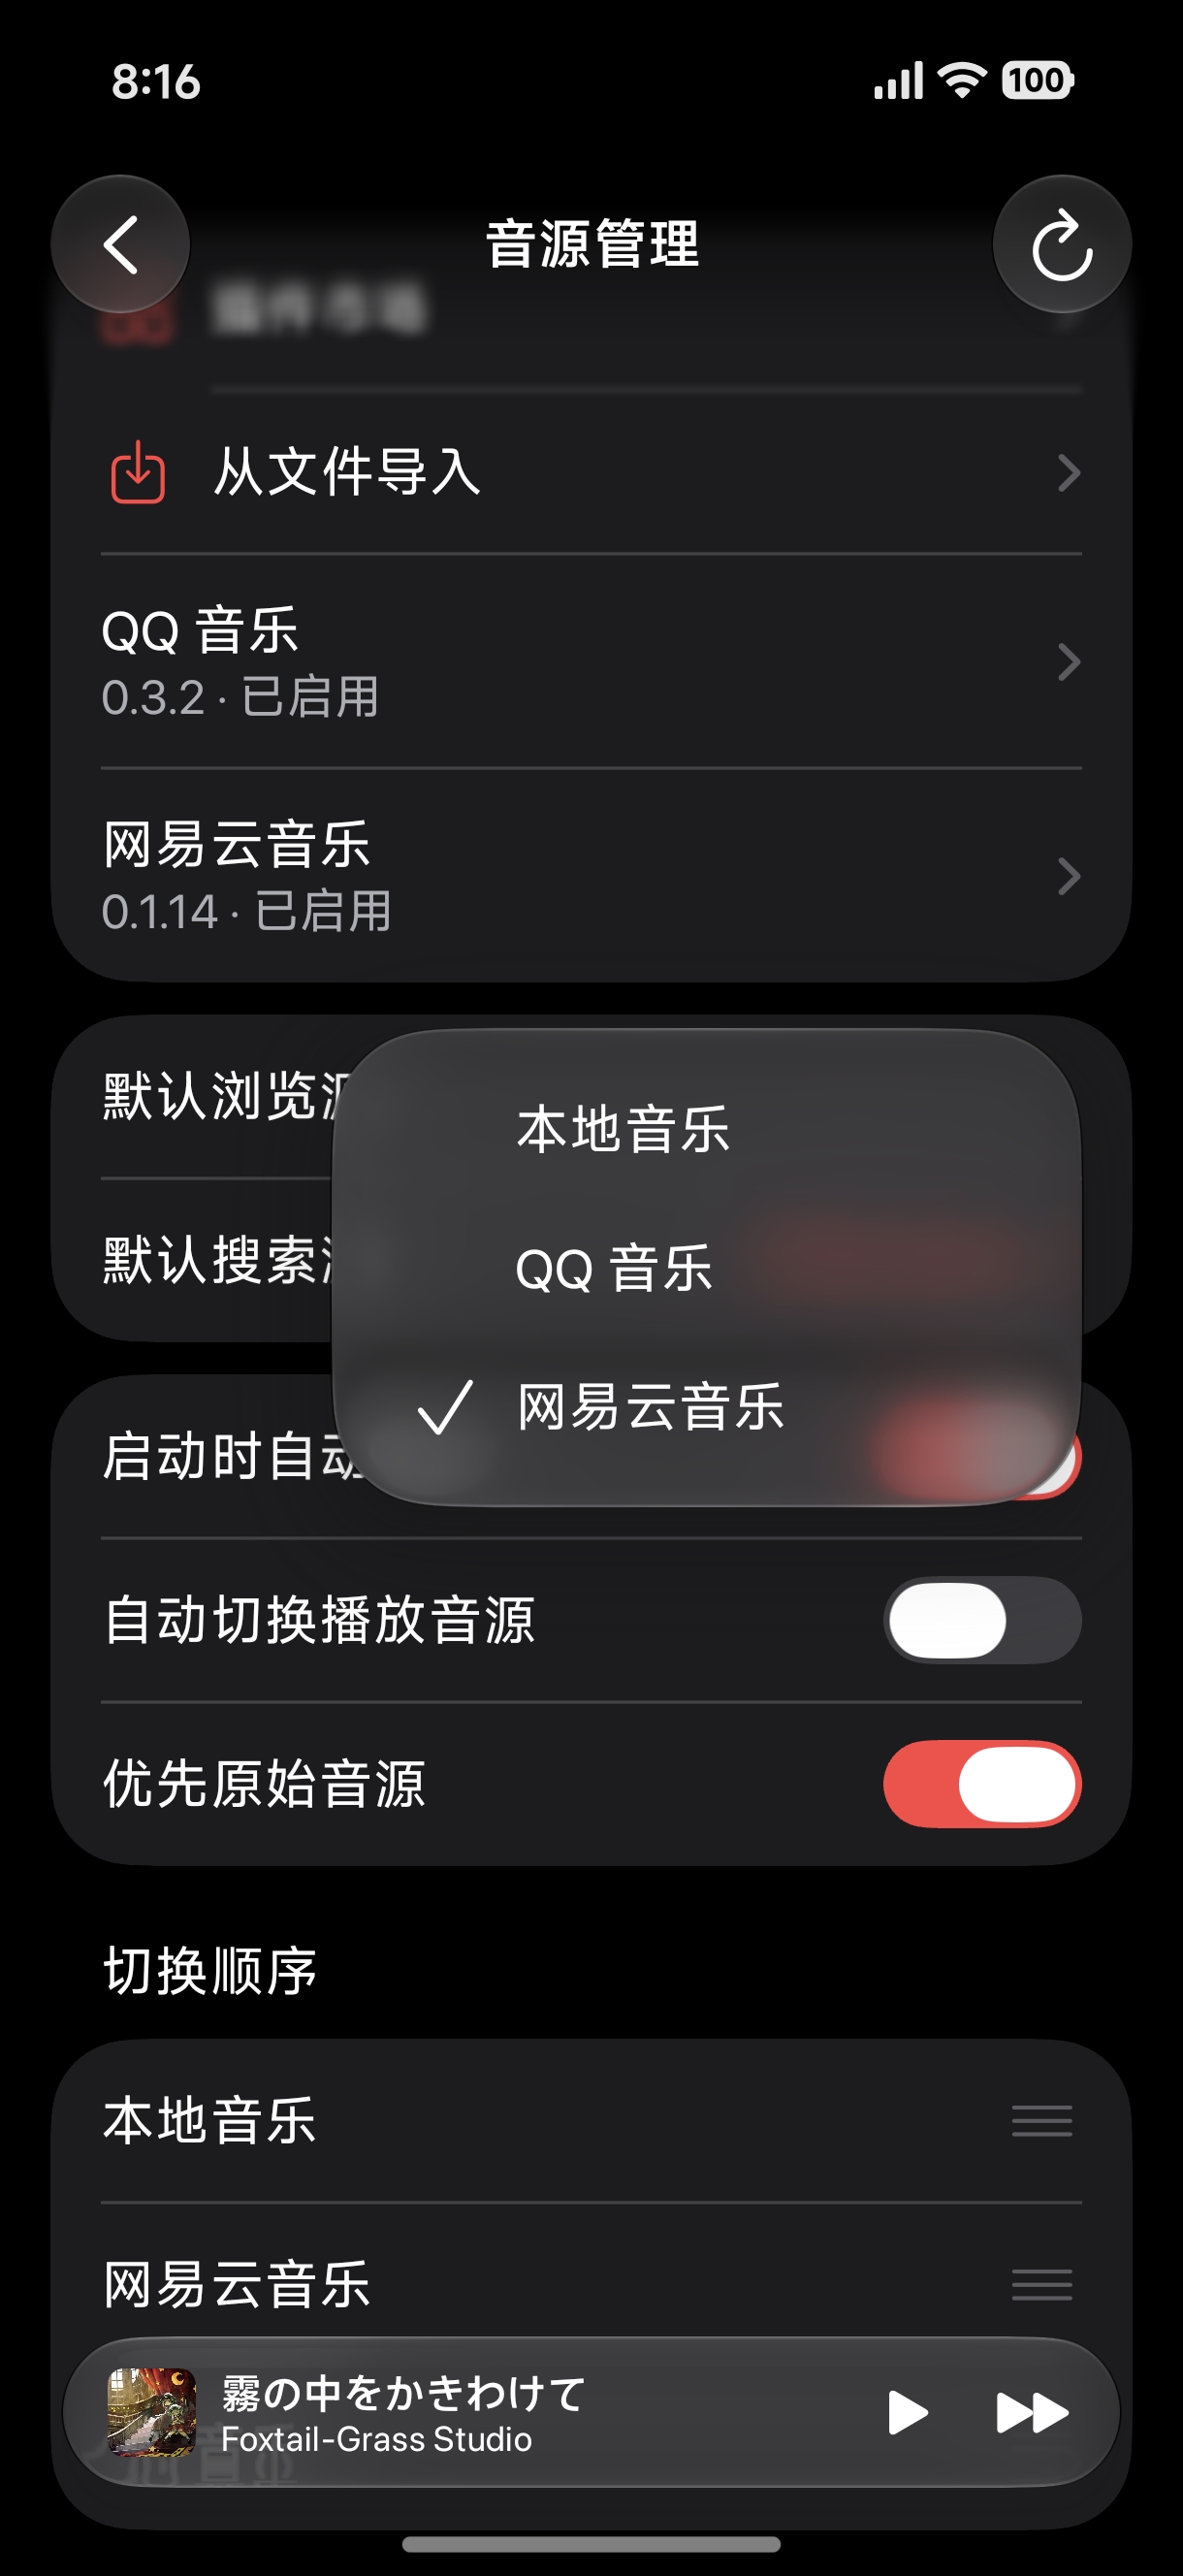 8:16
100
音源管理
插件市场
从文件导入
QQ 音乐
0.3.2 · 已启用
网易云音乐
0.1.14 · 已启用
默认浏览
本地音乐
默认搜索
QQ 音乐
网易云音乐
启动时自动
自动切换播放音源
优先原始音源
切换顺序
本地音乐
网易云音乐
霧の中をかきわけて
Foxtail-Grass Studio